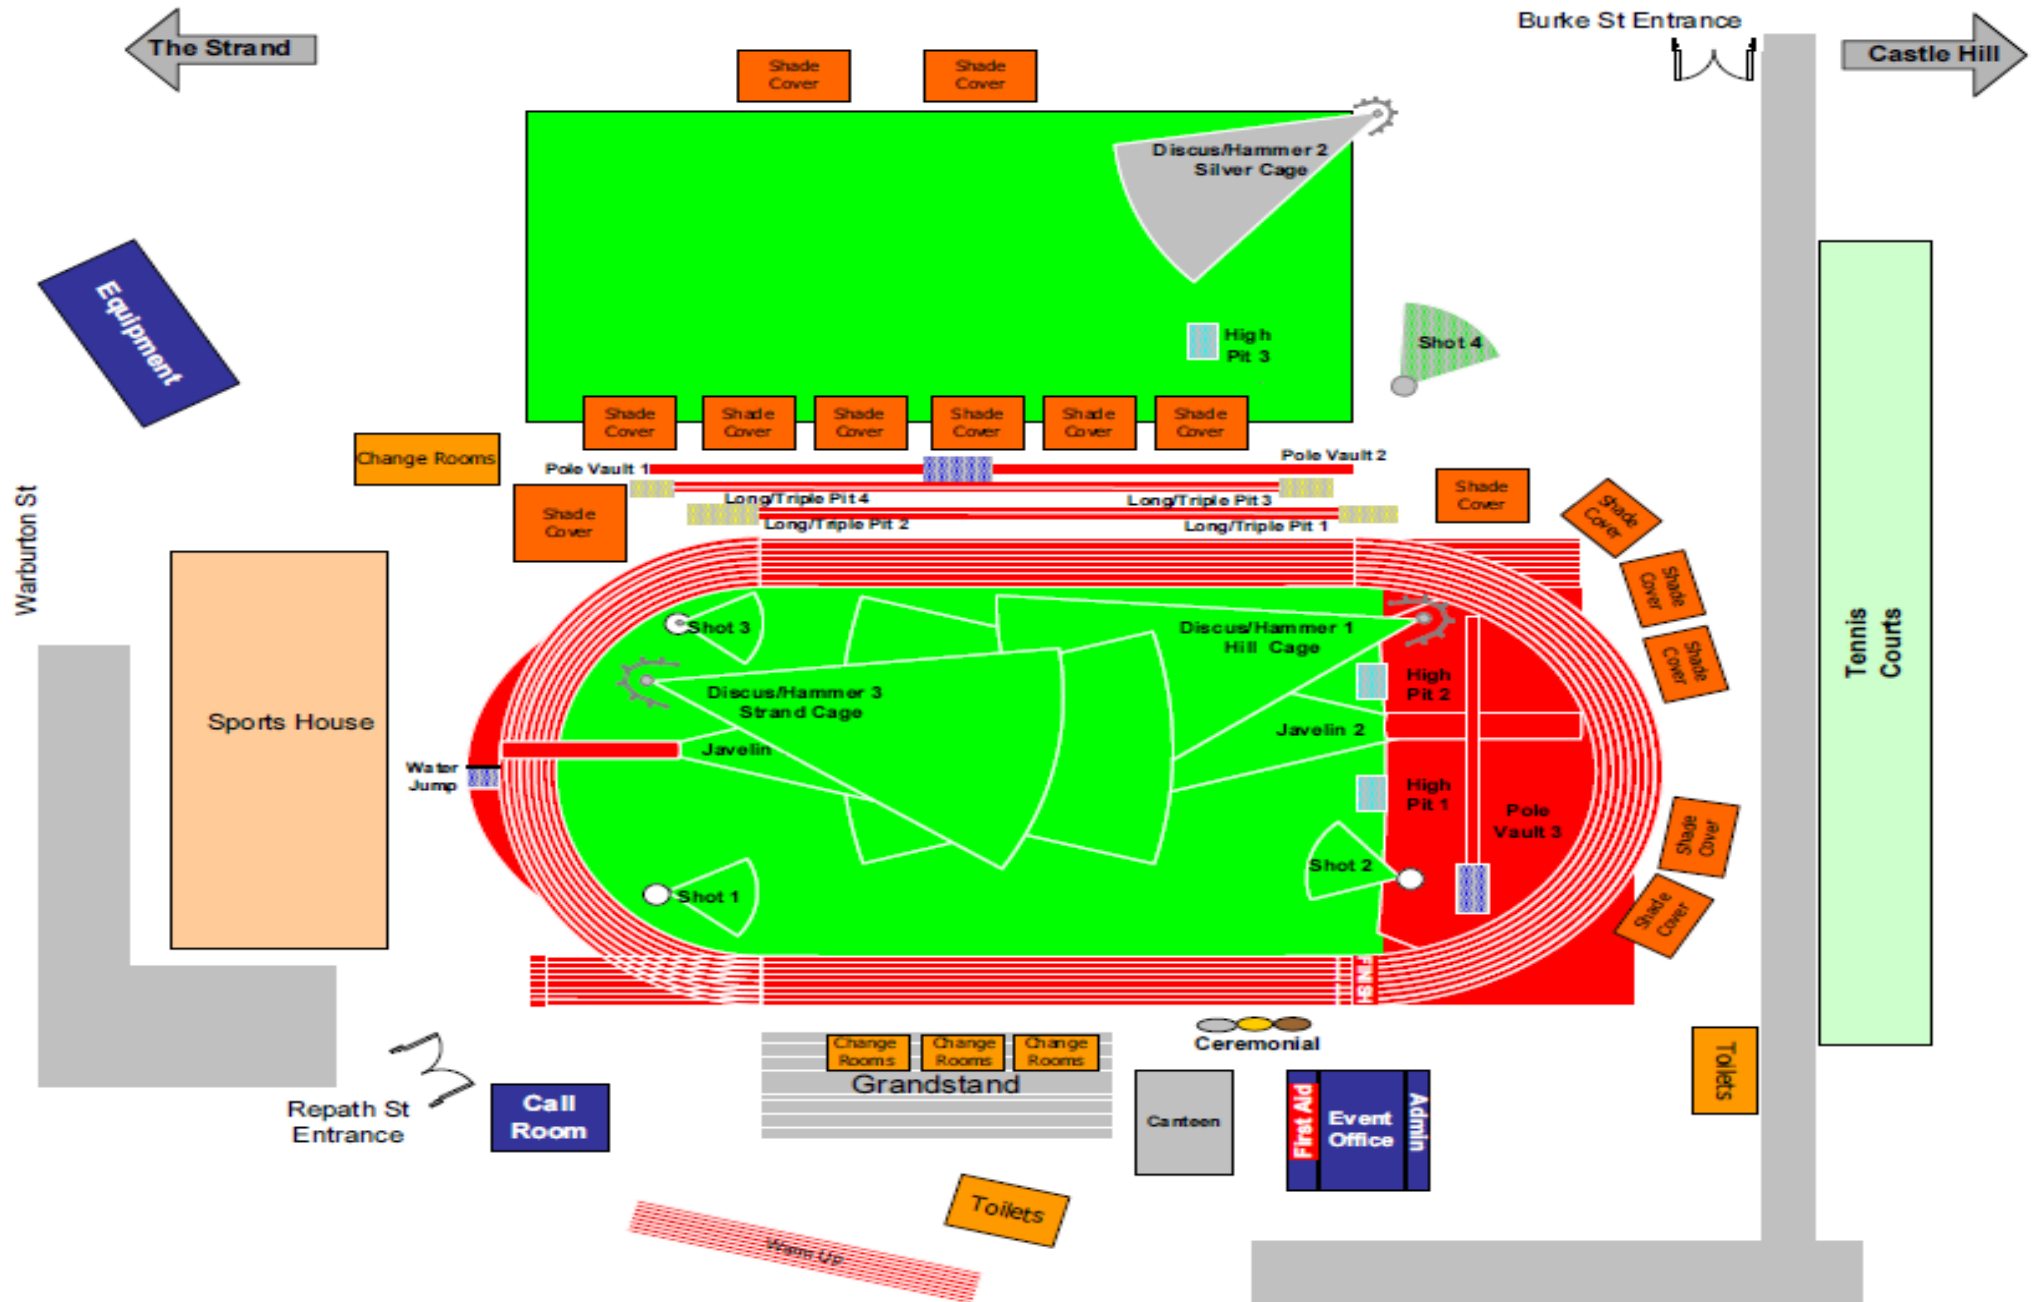 Burke St Entrance
The Strand
Castle Hill
Shade
Cover
Shade
Cover
Discus/Hammer 2
Silver Cage
Equipment
High
Pit 3
Shot 4
Shade
Cover
Shade
Cover
Shade
Cover
Shade
Cover
Shade
Cover
Shade
Cover
Change Rooms
Pole Vault 1
Pole Vault 2
Long/Triple Pit 4
Long/Triple Pit 3
Long/Triple Pit 2
Long/Triple Pit 1
Shade
Cover
Shade
Cover
Shade
Cover
Shade
Cover
Shade
Cover
Warburton St
Shot 3
Discus/Hammer 1
Hill Cage
Discus/Hammer 3
Strand Cage
High
Pit 2
Tennis
Courts
Sports House
Javelin
Javelin 2
Water
Jump
High
Pit 1
Pole
Vault 3
Shade
Cover
Shot 2
Shot 1
Shade
Cover
FINISH
Ceremonial
Change
Rooms
Change
Rooms
Change
Rooms
Grandstand
Toilets
Repath St
Entrance
Call
Room
Canteen
First Aid
Event
Office
Admin
Toilets
Warm Up